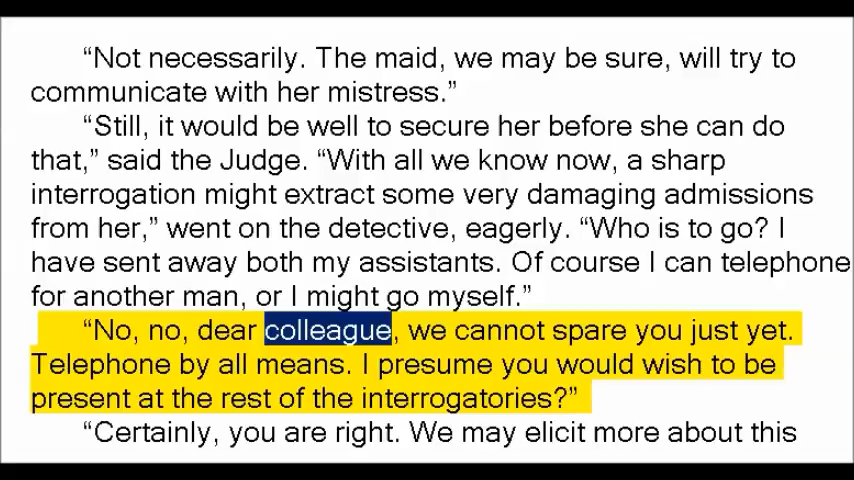 “Not necessarily. The maid, we may be sure, will try to
communicate with her mistress.”
“Still, it would be well to secure her before she can do
that,” said the Judge. “With all we know now, a sharp
interrogation might extract some very damaging admissions
from her,” went on the detective, eagerly. “Who is to go? I
have sent away both my assistants. Of course I can telephone
for another man, or I might go myself.”
“No, no, dear colleague, we cannot spare you just yet.
Telephone by all means. I presume you would wish to be
present at the rest of the interrogatories?”
“Certainly, you are right. We may elicit more about this